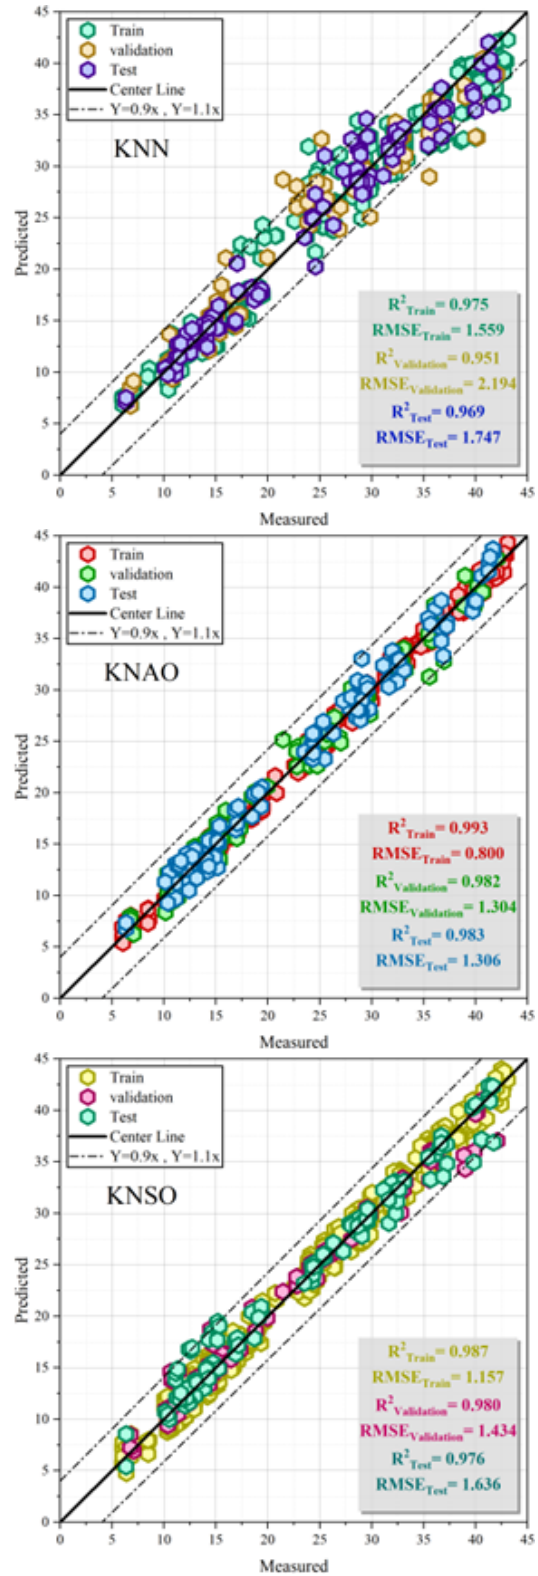 Train
validation
Test
Center Line
Y=0.9x , Y=1.1x
KNN
45
40
35
30
25
20
15
10
5
0
Predicted
R²Train= 0.975
RMSETrain= 1.559
R²Validation= 0.951
RMSEValidation= 2.194
R²Test= 0.969
RMSETest= 1.747
0 5 10 15 20 25 30 35 40 45
Measured
Train
validation
Test
Center Line
Y=0.9x , Y=1.1x
KNAO
45
40
35
30
25
20
15
10
5
0
Predicted
R²Train= 0.993
RMSETrain= 0.800
R²Validation= 0.982
RMSEValidation= 1.304
R²Test= 0.983
RMSETest= 1.306
0 5 10 15 20 25 30 35 40 45
Measured
Train
validation
Test
Center Line
Y=0.9x , Y=1.1x
KNSO
45
40
35
30
25
20
15
10
5
0
Predicted
R²Train= 0.987
RMSETrain= 1.157
R²Validation= 0.980
RMSEValidation= 1.434
R²Test= 0.976
RMSETest= 1.636
0 5 10 15 20 25 30 35 40 45
Measured